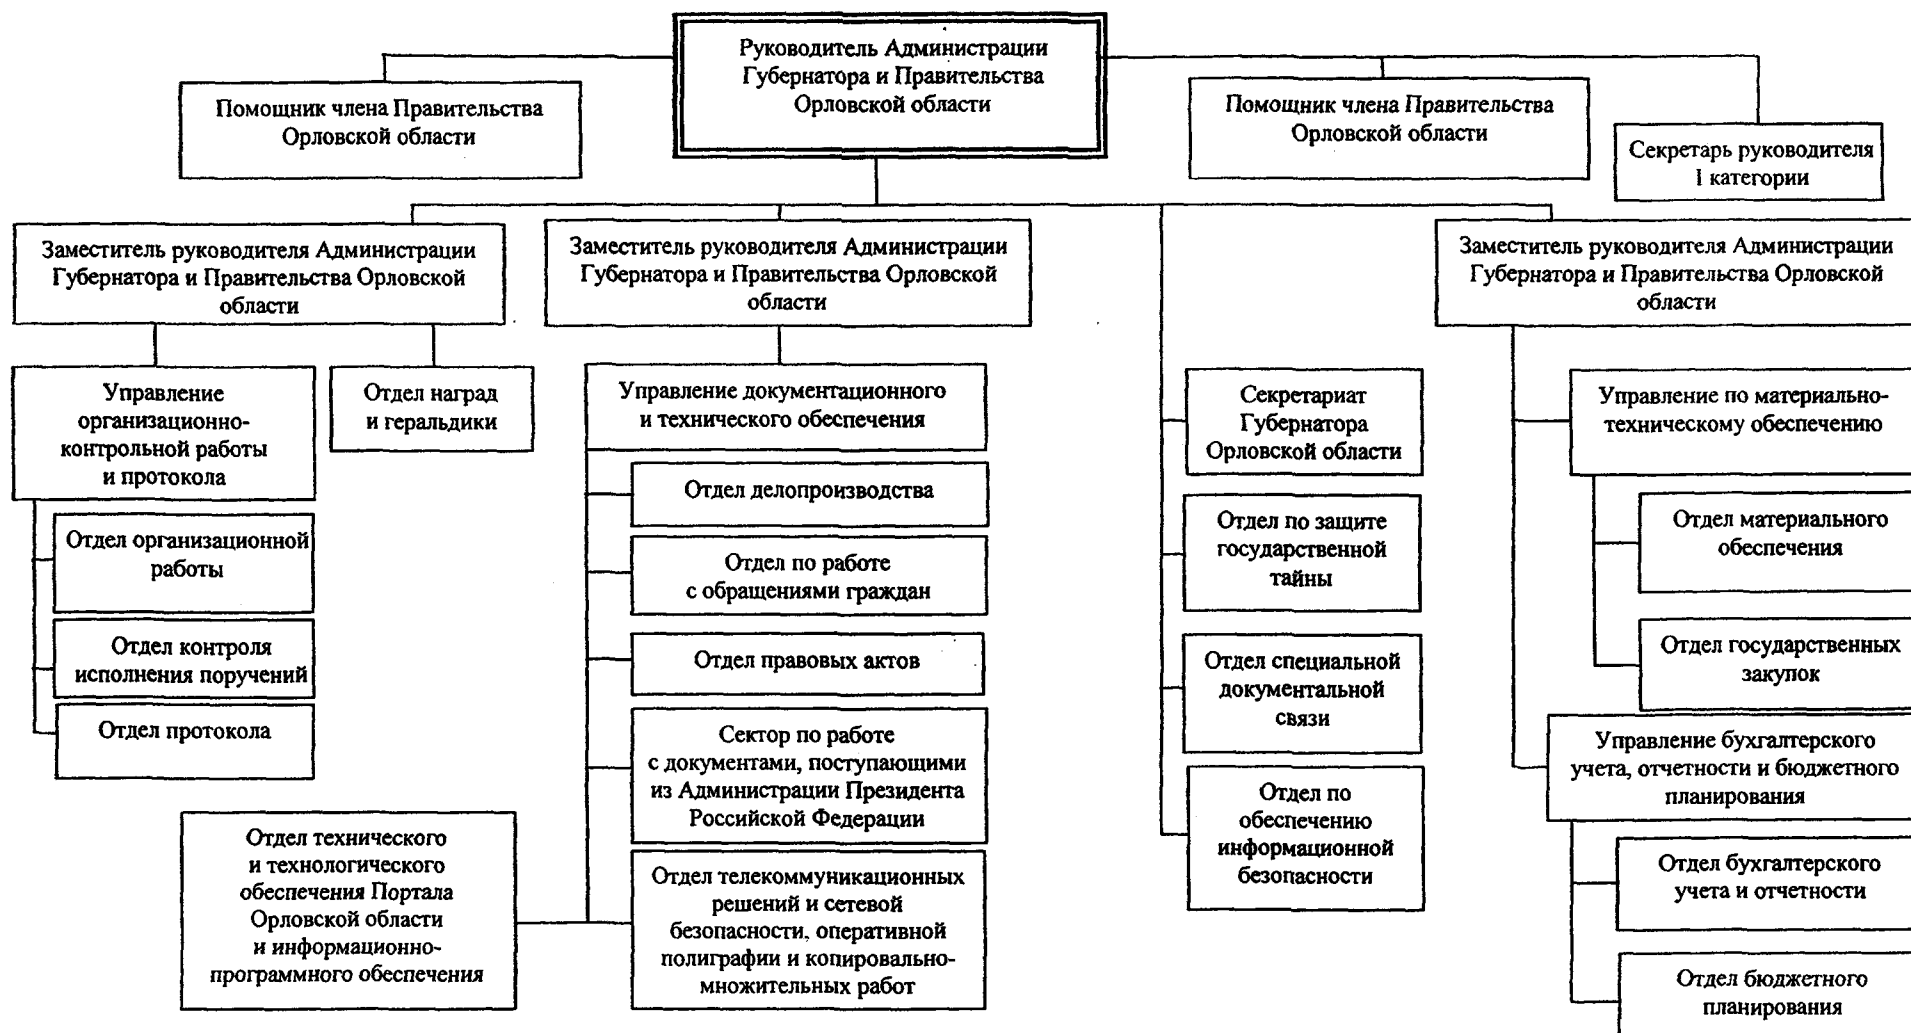 Руководитель Администрации
Губернатора и Правительства
Орловской области
Помощник члена Правительства
Орловской области
Помощник члена Правительства
Орловской области
Секретарь руководителя
I категории
Заместитель руководителя Администрации
Губернатора и Правительства Орловской
области
Заместитель руководителя Администрации
Губернатора и Правительства Орловской
области
Заместитель руководителя Администрации
Губернатора и Правительства Орловской
области
Управление
организационно-
контрольной работы
и протокола
Отдел наград
и геральдики
Отдел организационной
работы
Отдел контроля
исполнения поручений
Отдел протокола
Управление документационного
и технического обеспечения
Отдел делопроизводства
Отдел по работе
с обращениями граждан
Отдел правовых актов
Сектор по работе
с документами, поступающими
из Администрации Президента
Российской Федерации
Отдел технического
и технологического
обеспечения Портала
Орловской области
и информационно-
программного обеспечения
Отдел телекоммуникационных
решений и сетевой
безопасности, оперативной
полиграфии и копировально-
множительных работ
Секретариат
Губернатора
Орловской области
Отдел по защите
государственной
тайны
Отдел специальной
документальной
связи
Отдел по
обеспечению
информационной
безопасности
Управление по материально-
техническому обеспечению
Отдел материального
обеспечения
Отдел государственных
закупок
Управление бухгалтерского
учета, отчетности и бюджетного
планирования
Отдел бухгалтерского
учета и отчетности
Отдел бюджетного
планирования